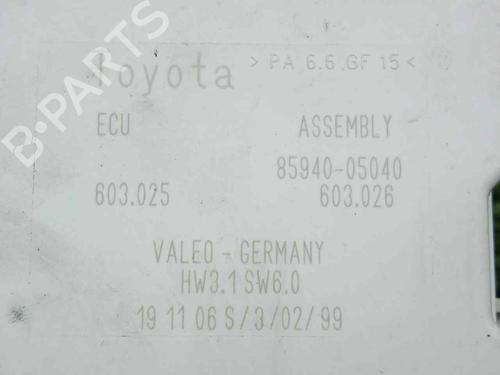 Toyota >PA 6.6.GF 15<
ECU ASSEMBLY
85940-05040
603.025 603.026
VALEO - GERMANY
HW3.1 SW6.0
19 11 06 S/3/02/99
B-PARTS